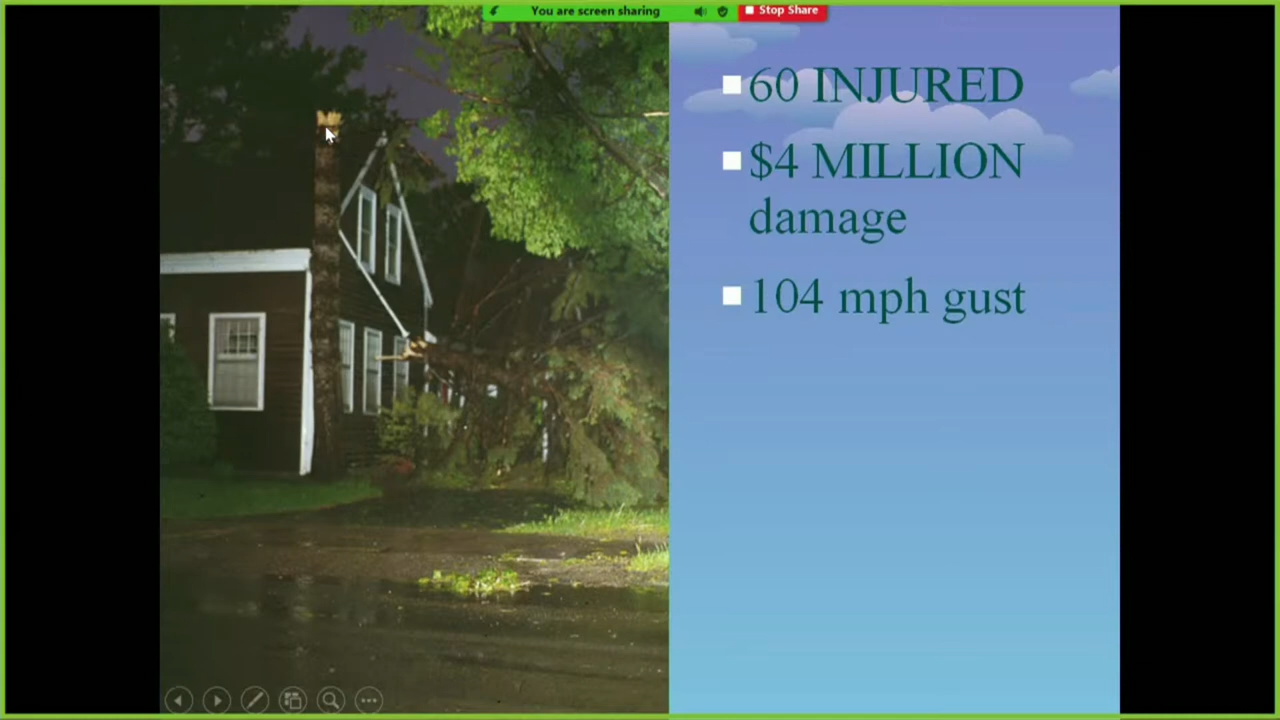 You are screen sharing
Stop Share
60 INJURED
$4 MILLION
damage
104 mph gust